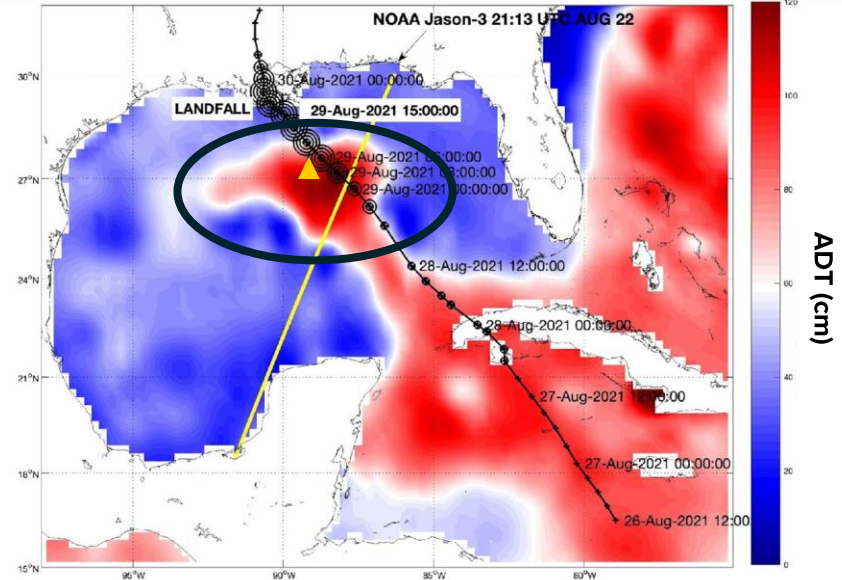 NOAA Jason-3 21:13 UTC AUG 22
30°N
30-Aug-2021 00:00:00
LANDFALL
29-Aug-2021 15:00:00
29-Aug-2021
29-Aug-2021
27°N
29-Aug-2021 00:00:00
24°N
28-Aug-2021 12:00:00
28-Aug-2021 00:00:00
21°N
27-Aug-2021 12:00:00
18°N
27-Aug-2021 00:00:00
26-Aug-2021 12:00
15°N
95°W
90°W
85°W
80°W
120
100
80
60
40
20
0
ADT (cm)